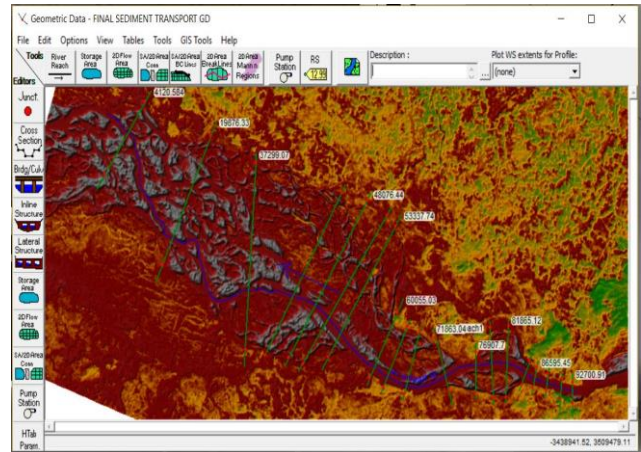 Geometric Data - FINAL SEDIMENT TRANSPORT GD
File Edit Options View Tables Tools GIS Tools Help
Tools
Editors
River Reach
Storage Area
2D Flow Area
SA/2D Area Conn
SA/2D Area BC Lines
2D Area BreakLines
2D Area Mann n Regions
Pump Station
RS
Description :
...
Plot WS extents for Profile:
(none)
Junct.
Cross Section
Brdg/Culv
Inline Structure
Lateral Structure
Storage Area
2D Flow Area
SA/2D Area Conn
Pump Station
HTab Param.
4120.584
19876.33
37299.07
48076.44
53337.74
60055.03
71863.04
ach1
76907.7
81865.12
86595.45
92700.91
-3438941.52, 3509479.11